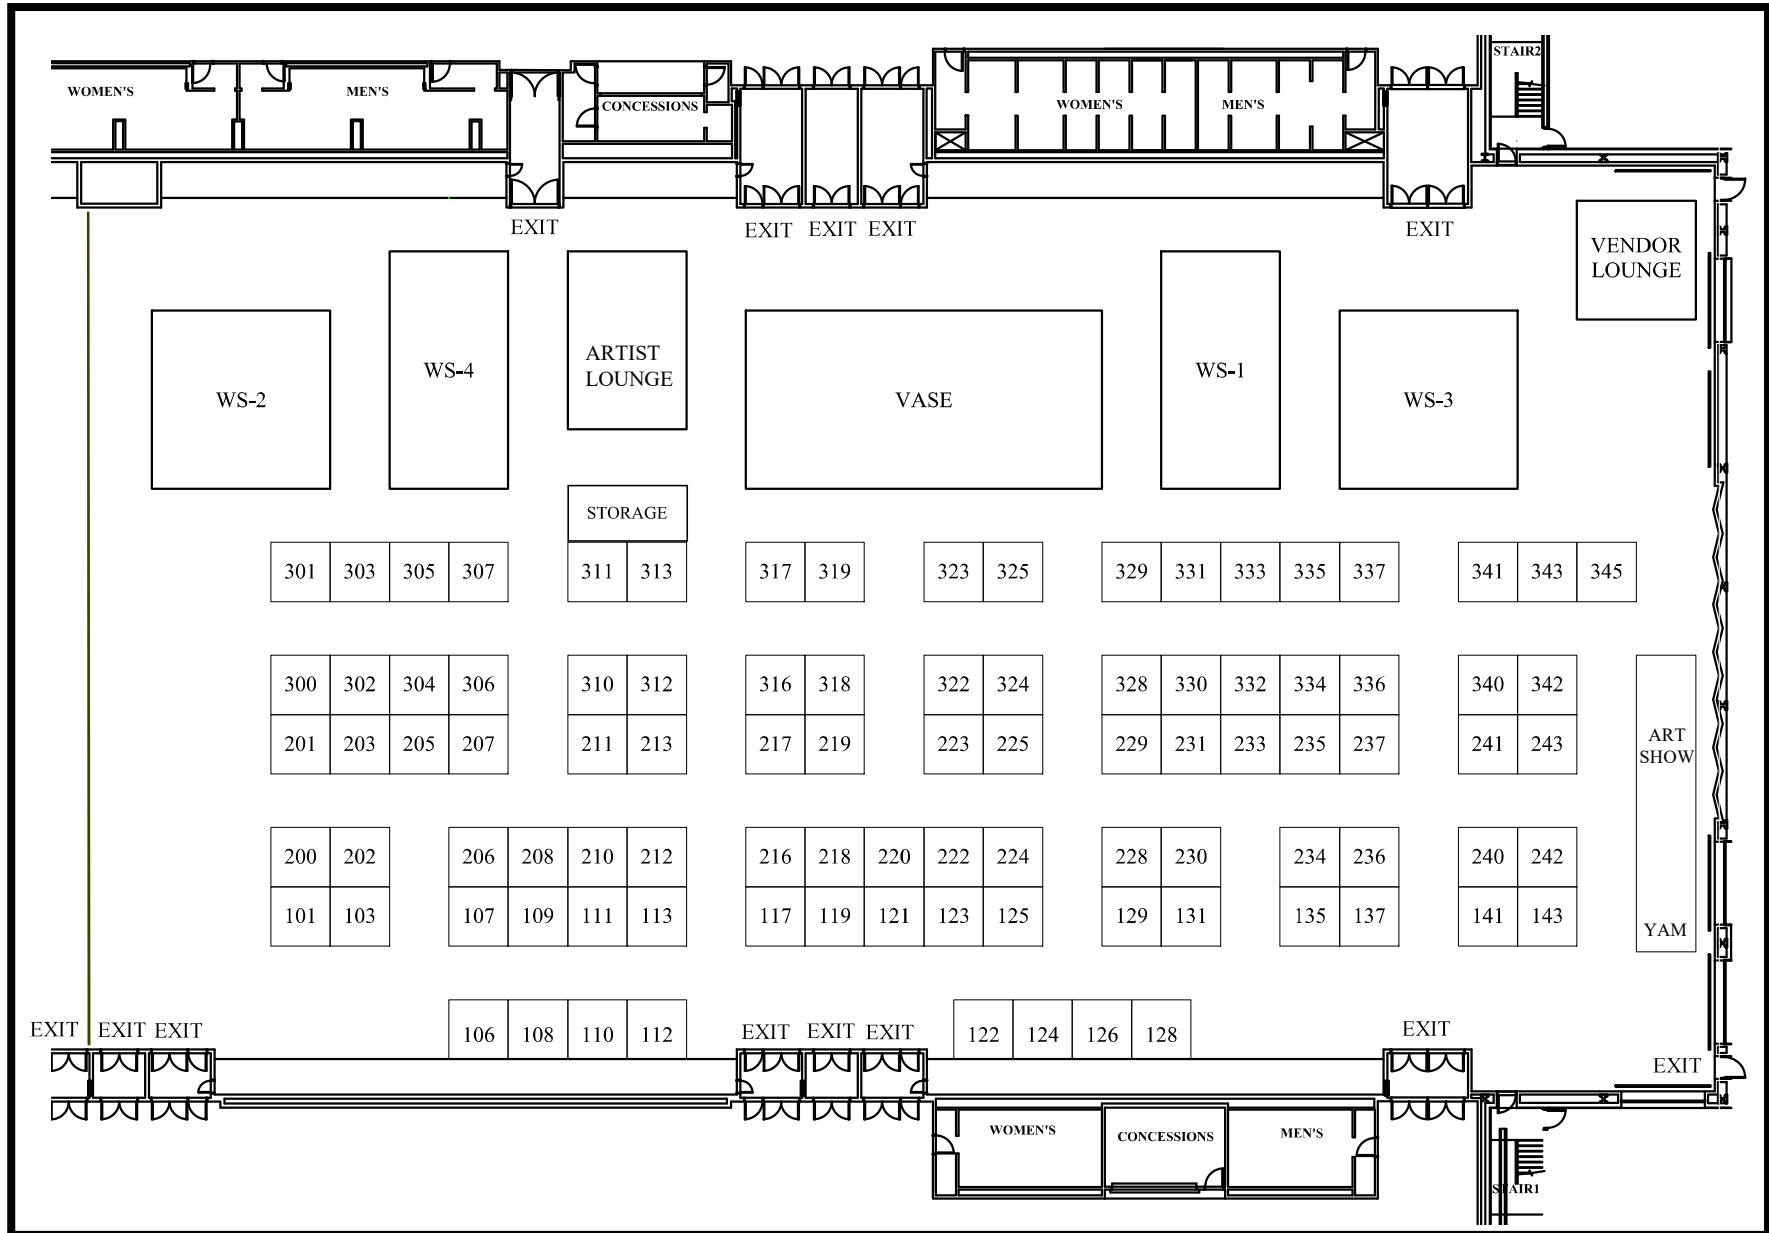 STAIR2
WOMEN'S
MEN'S
CONCESSIONS
WOMEN'S
MEN'S
EXIT
EXIT
EXIT
EXIT
EXIT
VENDOR
LOUNGE
WS-2
WS-4
ARTIST
LOUNGE
VASE
WS-1
WS-3
STORAGE
301 303 305 307 311 313 317 319 323 325 329 331 333 335 337 341 343 345
300 302 304 306 310 312 316 318 322 324 328 330 332 334 336 340 342
201 203 205 207 211 213 217 219 223 225 229 231 233 235 237 241 243
ART
SHOW
200 202 206 208 210 212 216 218 220 222 224 228 230 234 236 240 242
101 103 107 109 111 113 117 119 121 123 125 129 131 135 137 141 143
YAM
EXIT EXIT EXIT
106 108 110 112
EXIT EXIT EXIT
122 124 126 128
EXIT
EXIT
WOMEN'S
CONCESSIONS
MEN'S
STAIR1